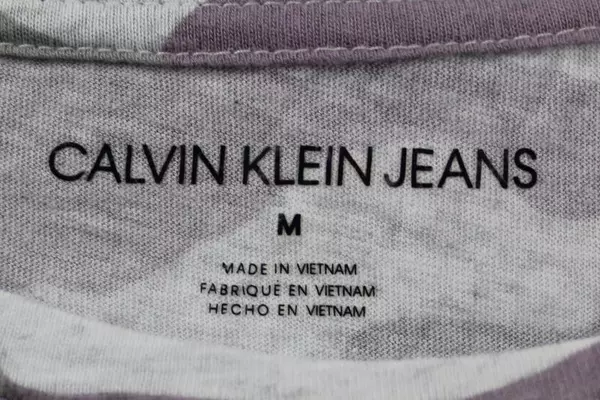 CALVIN KLEIN JEANS
M
MADE IN VIETNAM
FABRIQUÉ EN VIETNAM
HECHO EN VIETNAM